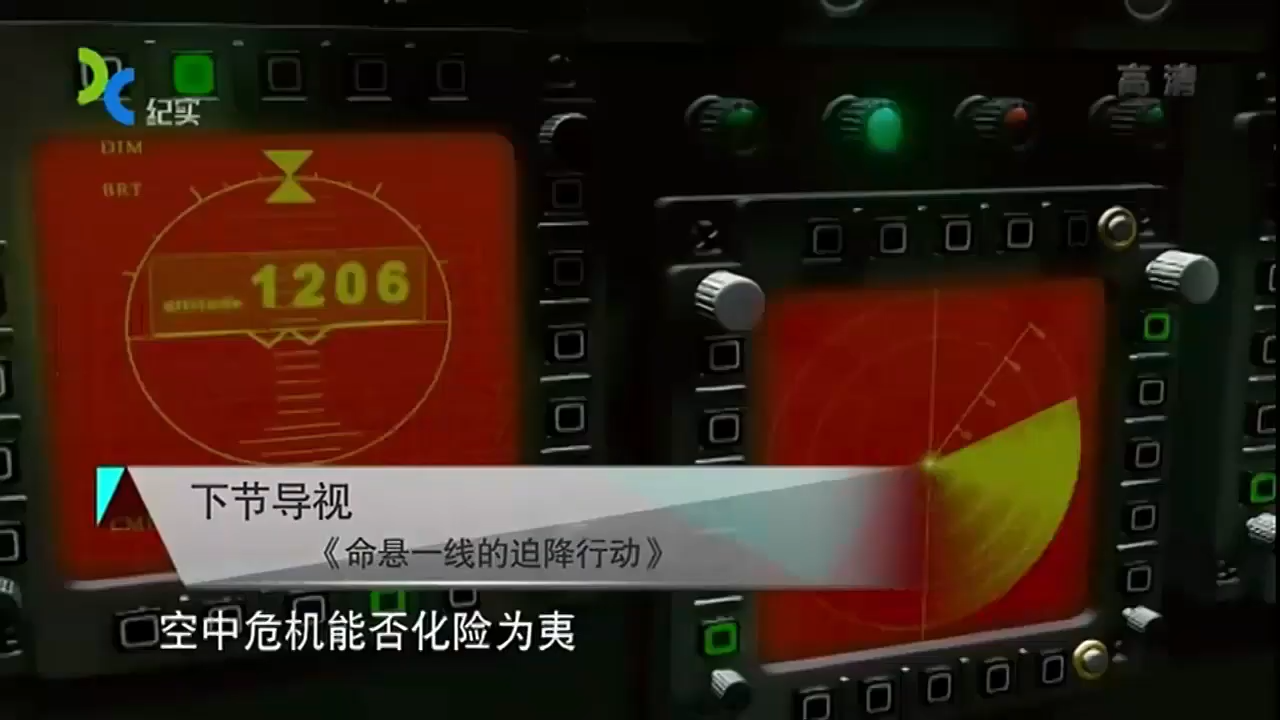 纪实
高清
DIM
BRT
altitude 1206
下节导视
《命悬一线的迫降行动》
空中危机能否化险为夷